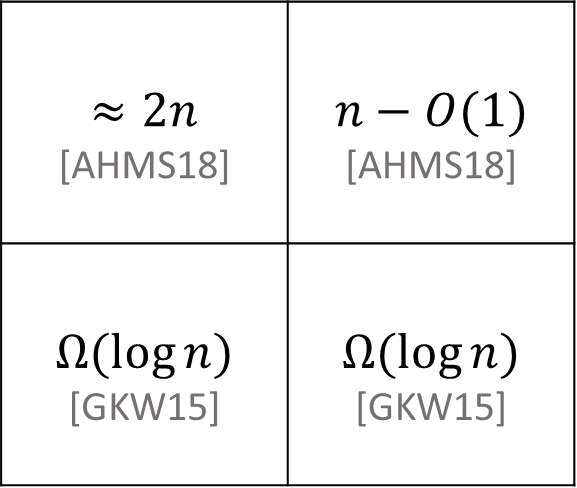 ≈ 2n
[AHMS18]
n − O(1)
[AHMS18]
Ω(log n)
[GKW15]
Ω(log n)
[GKW15]